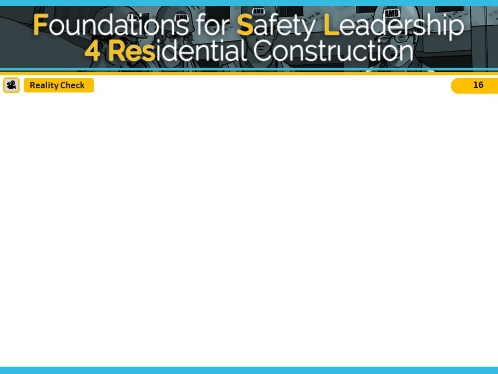 Foundations for Safety Leadership
4 Residential Construction
Reality Check
16